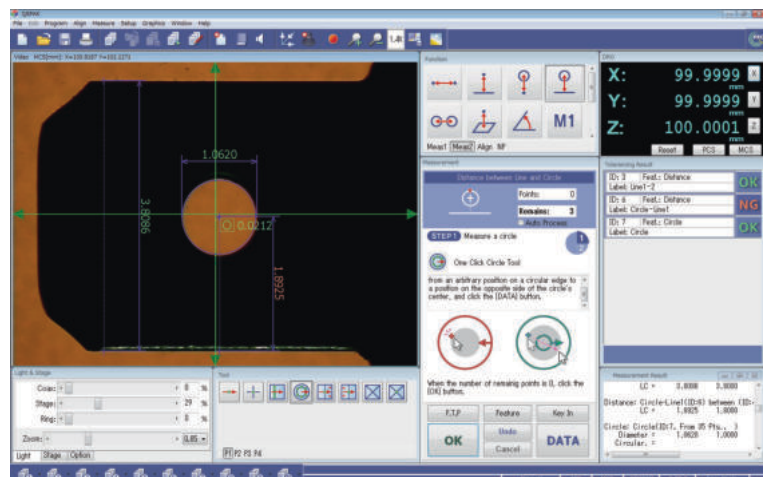 QSPAK
File Edit Program Align Measure Setup Graphics Window Help
Function
DRO
1.0620
3.8086
0.0212
1.8925
M1
Meas1 Meas2 Align NF
X: 99.9999 mm X
Y: 99.9999 mm Y
Z: 100.0001 mm Z
Reset PCS MCS
Measurement
Distance between Line and Circle
Points: 0
Remains: 3
Auto Process
STEP1 Measure a circle
1
2
One Click Circle Tool
from an arbitrary position on a circular edge to
a position on the opposite side of the circle's
center, and click the [DATA] button.
When the number of remaining points is 0, click the
[OK] button.
F.T.P Feature Key In
OK Undo Cancel DATA
Tolerancing Result
ID: 3 Feat.: Distance
Label: Line1-2
OK
ID: 6 Feat.: Distance
Label: Circle-Line1
NG
ID: 7 Feat.: Circle
Label: Circle
OK
Measurement Result
Distance: Circle-Line1(ID:6) between (ID:
LC = 1.8925 1.8000
Circle: Circle(ID:7, From 35 Pts., )
Diameter = 1.0620 1.0000
Circular. =
Light & Stage
Coax: 0 %
Stage: 29 %
Ring: 0 %
Zoom: 0.85
Light Stage Option
Tool
P1 P2 P3 P4